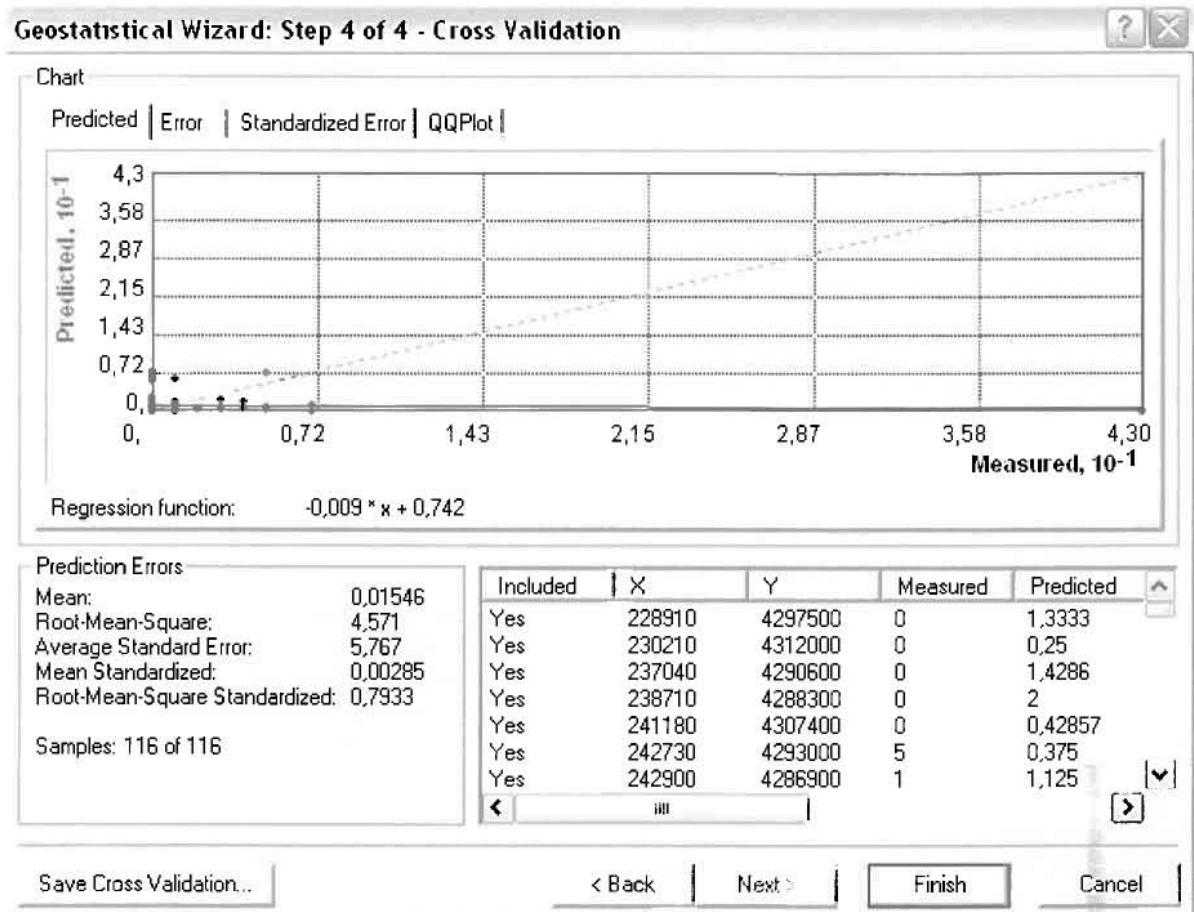 Geostatistical Wizard: Step 4 of 4 - Cross Validation
Chart
Predicted Error Standardized Error QQPlot
Predicted, 10-1
4,3
3,58
2,87
2,15
1,43
0,72
0,
0, 0,72 1,43 2,15 2,87 3,58 4,30
Measured, 10-1
Regression function: -0,009 * x + 0,742
Prediction Errors
Mean: 0,01546
Root-Mean-Square: 4,571
Average Standard Error: 5,767
Mean Standardized: 0,00285
Root-Mean-Square Standardized: 0,7933
Samples: 116 of 116
Included X Y Measured Predicted
Yes 228910 4297500 0 1,3333
Yes 230210 4312000 0 0,25
Yes 237040 4290600 0 1,4286
Yes 238710 4288300 0 2
Yes 241180 4307400 0 0,42857
Yes 242730 4293000 5 0,375
Yes 242900 4286900 1 1,125
Save Cross Validation... < Back Next > Finish Cancel